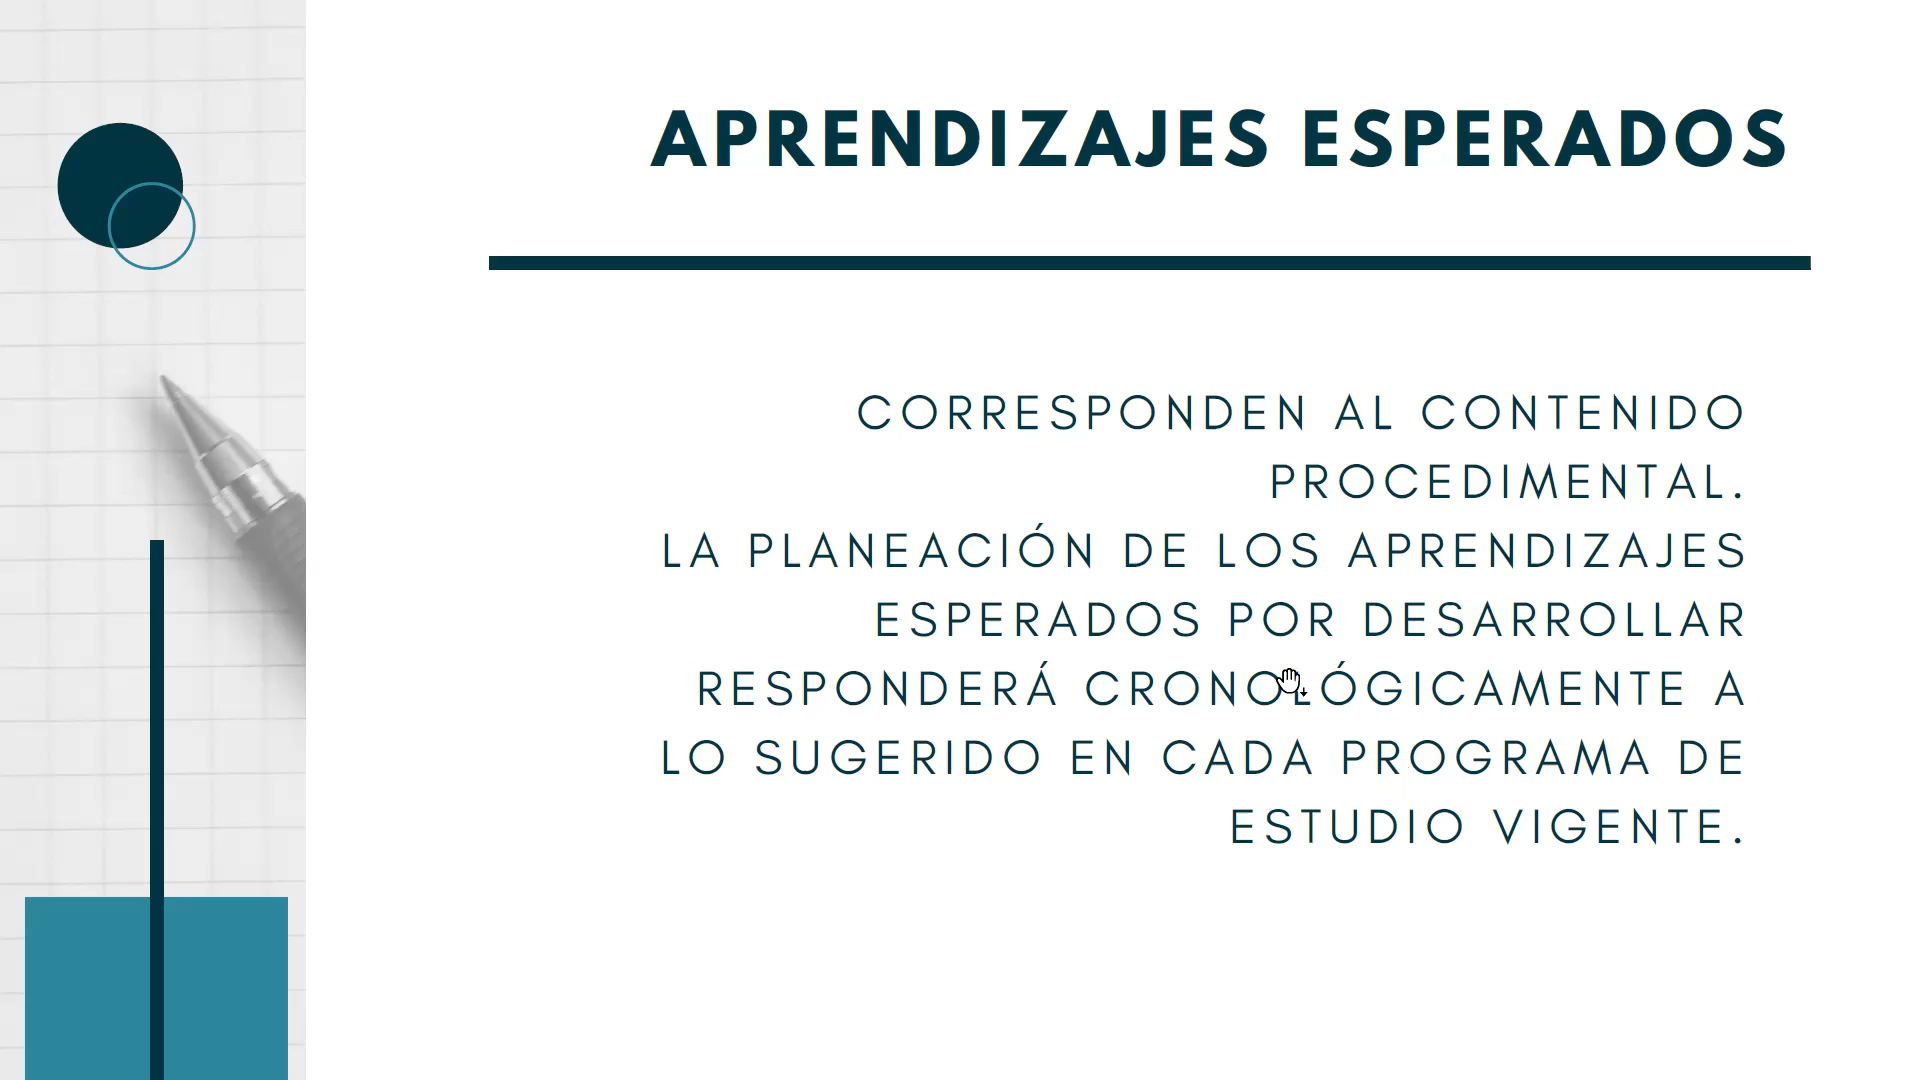 APRENDIZAJES ESPERADOS
CORRESPONDEN AL CONTENIDO
PROCEDIMENTAL.
LA PLANEACIÓN DE LOS APRENDIZAJES
ESPERADOS POR DESARROLLAR
RESPONDERÁ CRONOLÓGICAMENTE A
LO SUGERIDO EN CADA PROGRAMA DE
ESTUDIO VIGENTE.